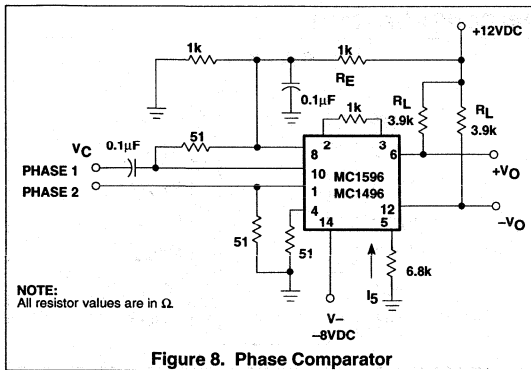 +12VDC
1k
1k
RE
0.1µF
RL
3.9k
RL
3.9k
1k
0.1µF
51
VC
2
3
8
6
PHASE 1
10
MC1596
+VO
PHASE 2
1
MC1496
4
12
–VO
14
5
51
51
6.8k
I5
NOTE:
All resistor values are in Ω
V–
–8VDC
Figure 8. Phase Comparator